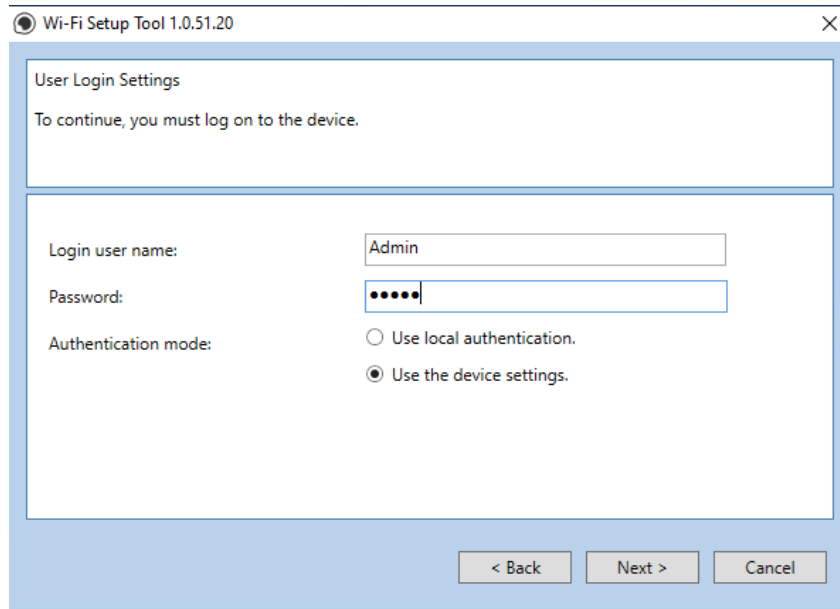 Wi-Fi Setup Tool 1.0.51.20
User Login Settings
To continue, you must log on to the device.
Login user name:
Admin
Password:
•••••
Authentication mode:
Use local authentication.
Use the device settings.
< Back
Next >
Cancel